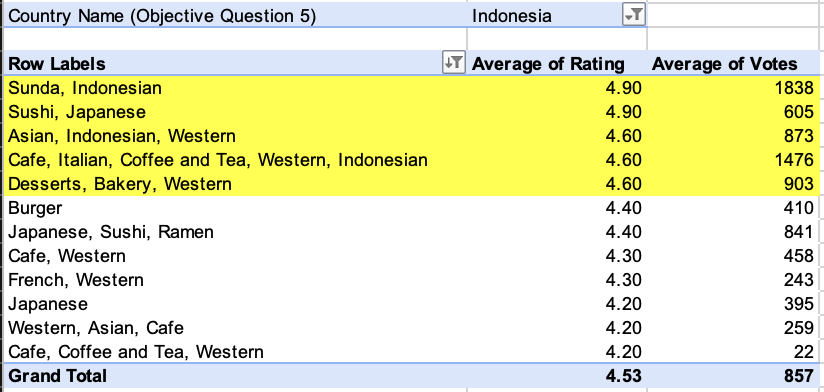 Country Name (Objective Question 5) Indonesia
Row Labels Average of Rating Average of Votes
Sunda, Indonesian 4.90 1838
Sushi, Japanese 4.90 605
Asian, Indonesian, Western 4.60 873
Cafe, Italian, Coffee and Tea, Western, Indonesian 4.60 1476
Desserts, Bakery, Western 4.60 903
Burger 4.40 410
Japanese, Sushi, Ramen 4.40 841
Cafe, Western 4.30 458
French, Western 4.30 243
Japanese 4.20 395
Western, Asian, Cafe 4.20 259
Cafe, Coffee and Tea, Western 4.20 22
Grand Total 4.53 857